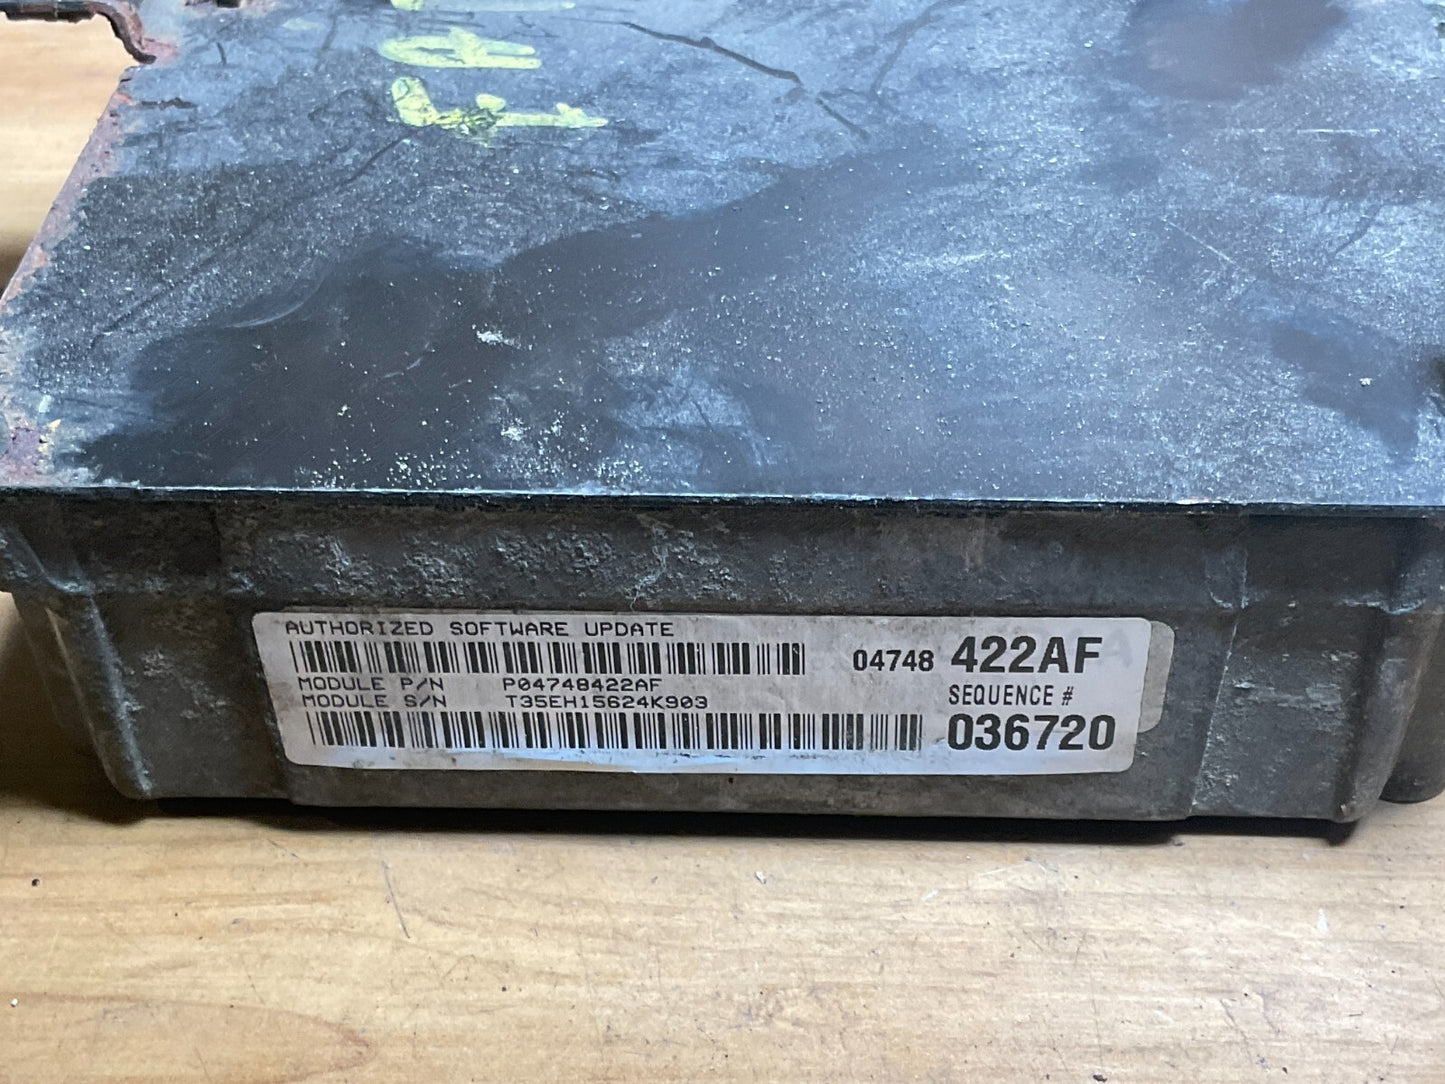 AUTHORIZED SOFTWARE UPDATE
04748 422AF
MODULE P/N P04748422AF
MODULE S/N T35EH15624K903
SEQUENCE #
036720